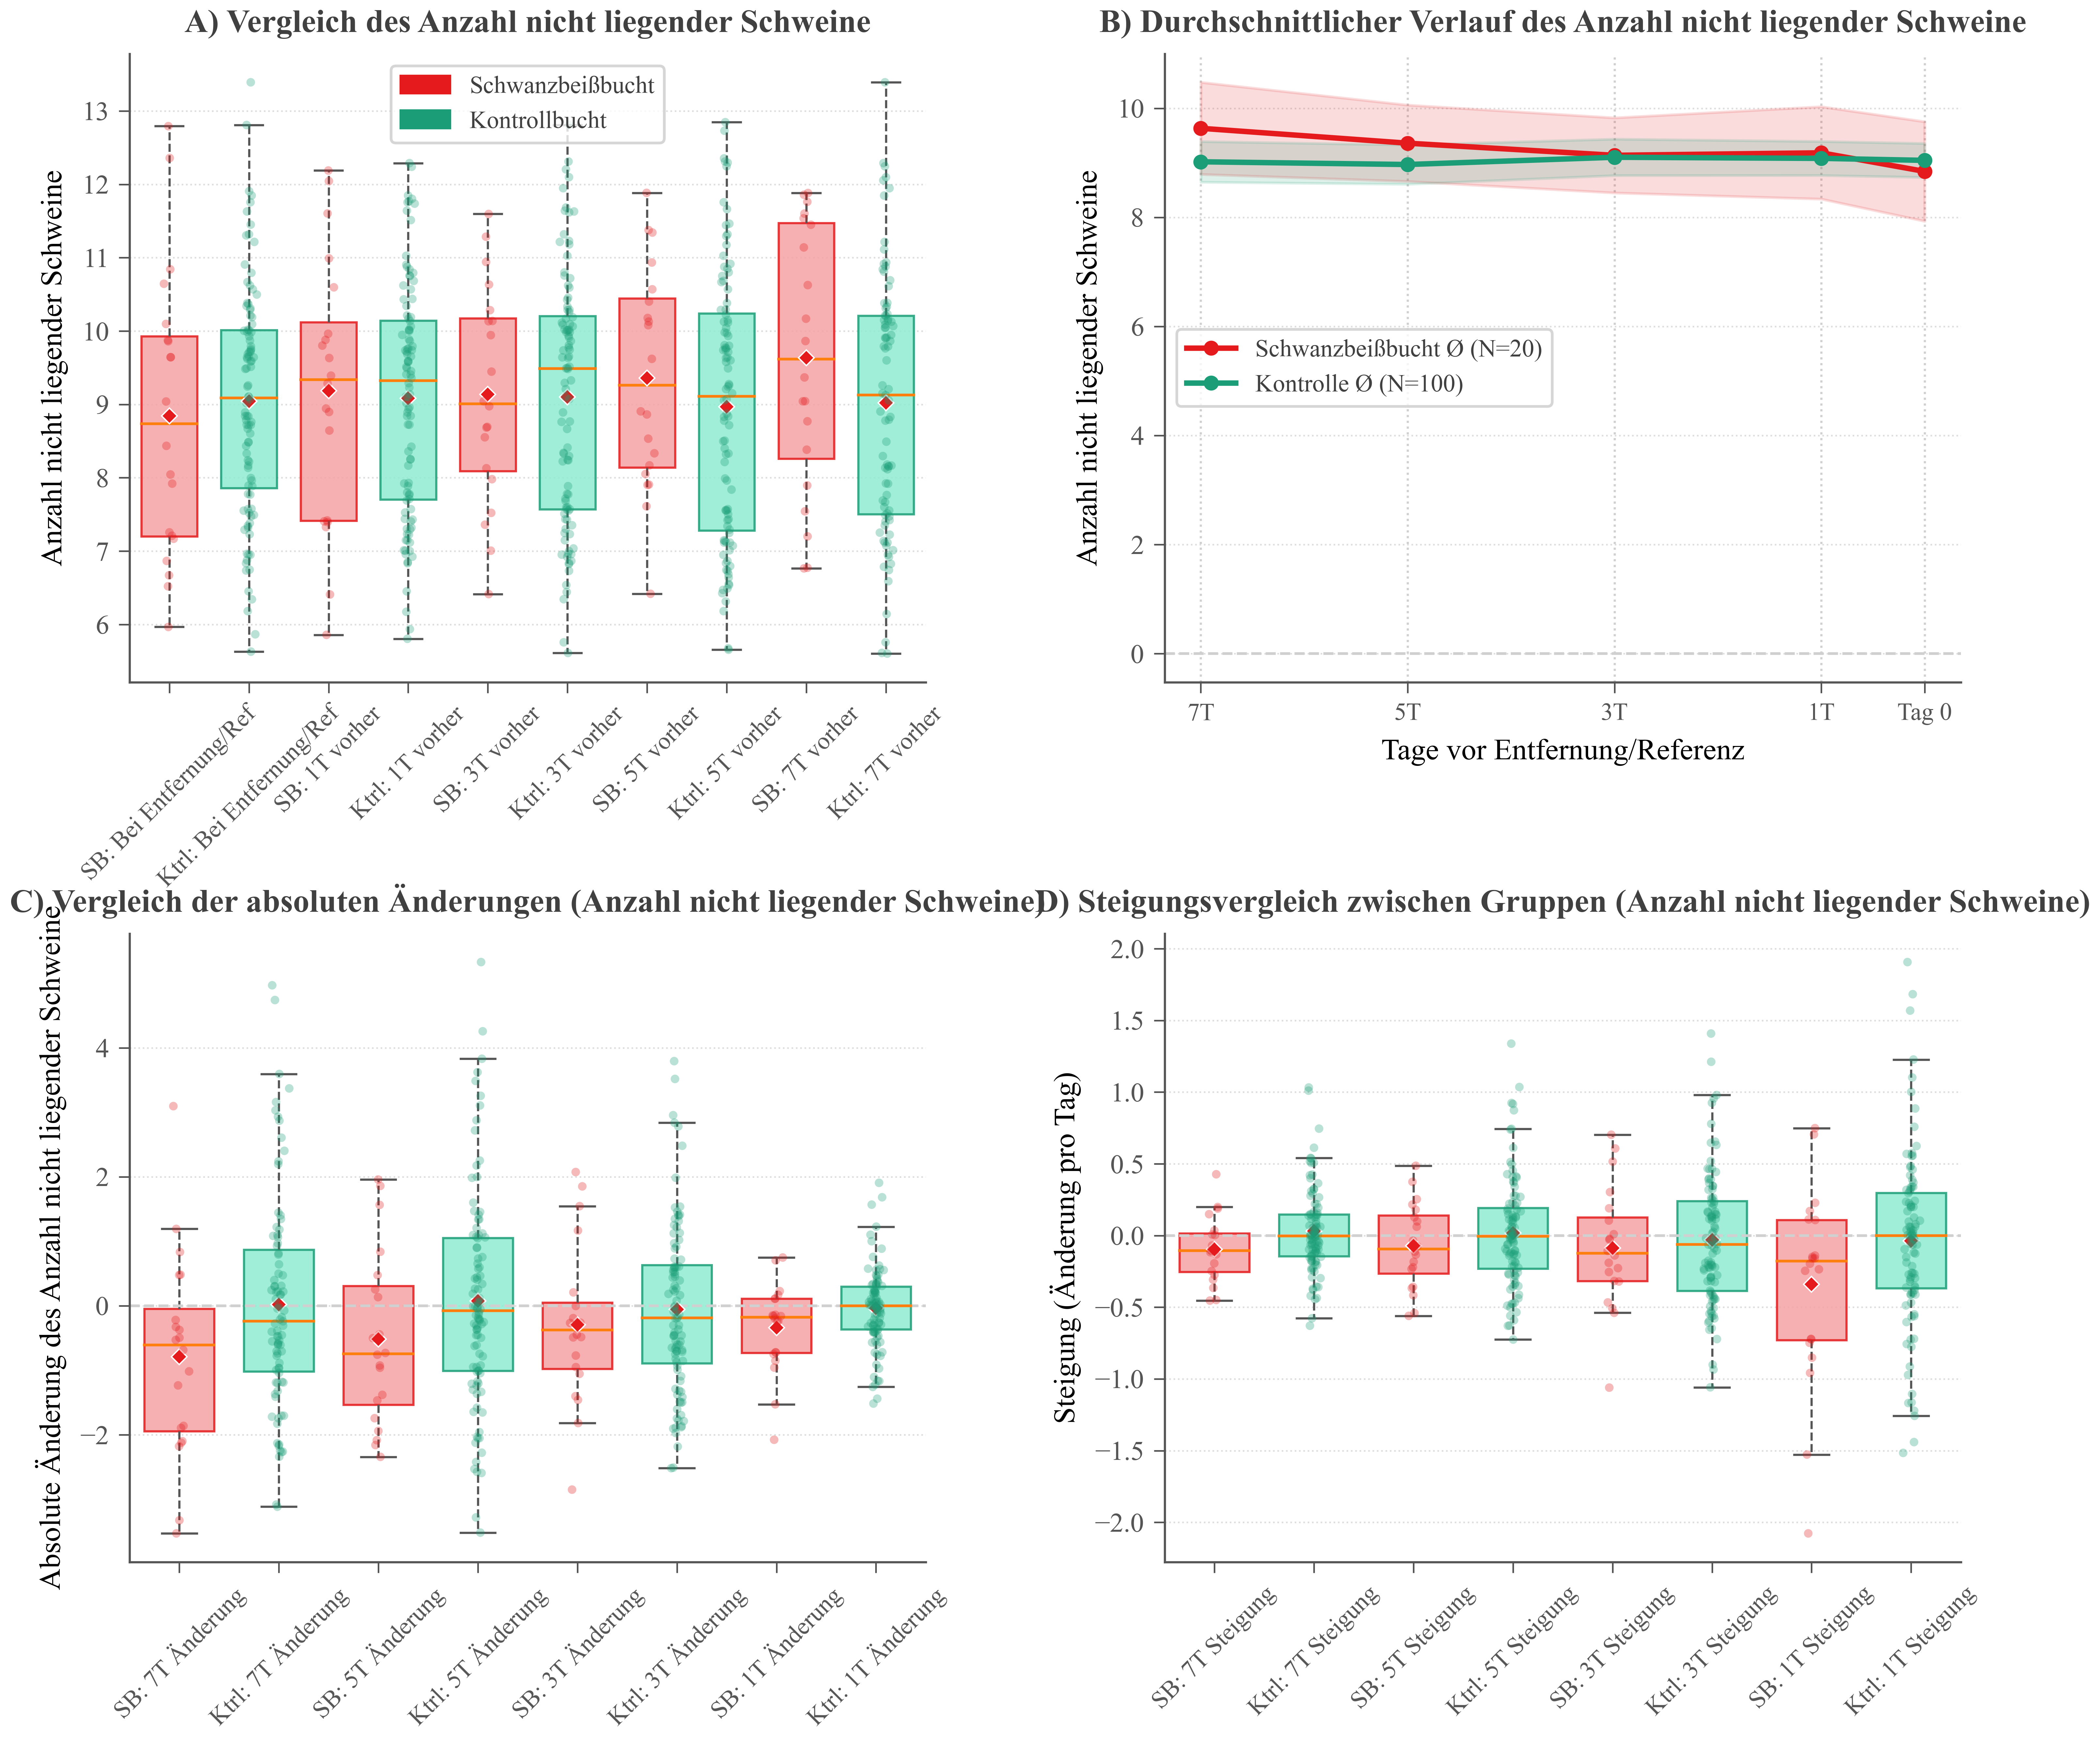 A) Vergleich des Anzahl nicht liegender Schweine
Schwanzbeißbucht
Kontrollbucht
Anzahl nicht liegender Schweine
13
12
11
10
9
8
7
6
SB: Bei Entfernung/Ref
Ktrl: Bei Entfernung/Ref
SB: 1T vorher
Ktrl: 1T vorher
SB: 3T vorher
Ktrl: 3T vorher
SB: 5T vorher
Ktrl: 5T vorher
SB: 7T vorher
Ktrl: 7T vorher
B) Durchschnittlicher Verlauf des Anzahl nicht liegender Schweine
Anzahl nicht liegender Schweine
10
8
6
4
2
0
Schwanzbeißbucht Ø (N=20)
Kontrolle Ø (N=100)
7T
5T
3T
1T
Tag 0
Tage vor Entfernung/Referenz
C) Vergleich der absoluten Änderungen (Anzahl nicht liegender Schweine)
Absolute Änderung des Anzahl nicht liegender Schweine
4
2
0
−2
SB: 7T Änderung
Ktrl: 7T Änderung
SB: 5T Änderung
Ktrl: 5T Änderung
SB: 3T Änderung
Ktrl: 3T Änderung
SB: 1T Änderung
Ktrl: 1T Änderung
D) Steigungsvergleich zwischen Gruppen (Anzahl nicht liegender Schweine)
Steigung (Änderung pro Tag)
2.0
1.5
1.0
0.5
0.0
−0.5
−1.0
−1.5
−2.0
SB: 7T Steigung
Ktrl: 7T Steigung
SB: 5T Steigung
Ktrl: 5T Steigung
SB: 3T Steigung
Ktrl: 3T Steigung
SB: 1T Steigung
Ktrl: 1T Steigung